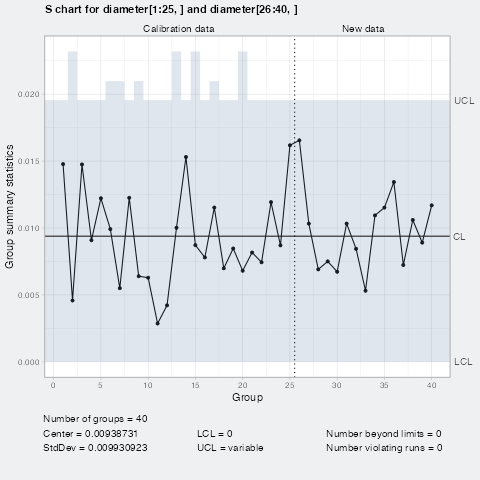 S chart for diameter[1:25, ] and diameter[26:40, ]
Calibration data New data
Group summary statistics
0.020
0.015
0.010
0.005
0.000
UCL
CL
LCL
0 5 10 15 20 25 30 35 40
Group
Number of groups = 40
Center = 0.00938731 LCL = 0 Number beyond limits = 0
StdDev = 0.009930923 UCL = variable Number violating runs = 0